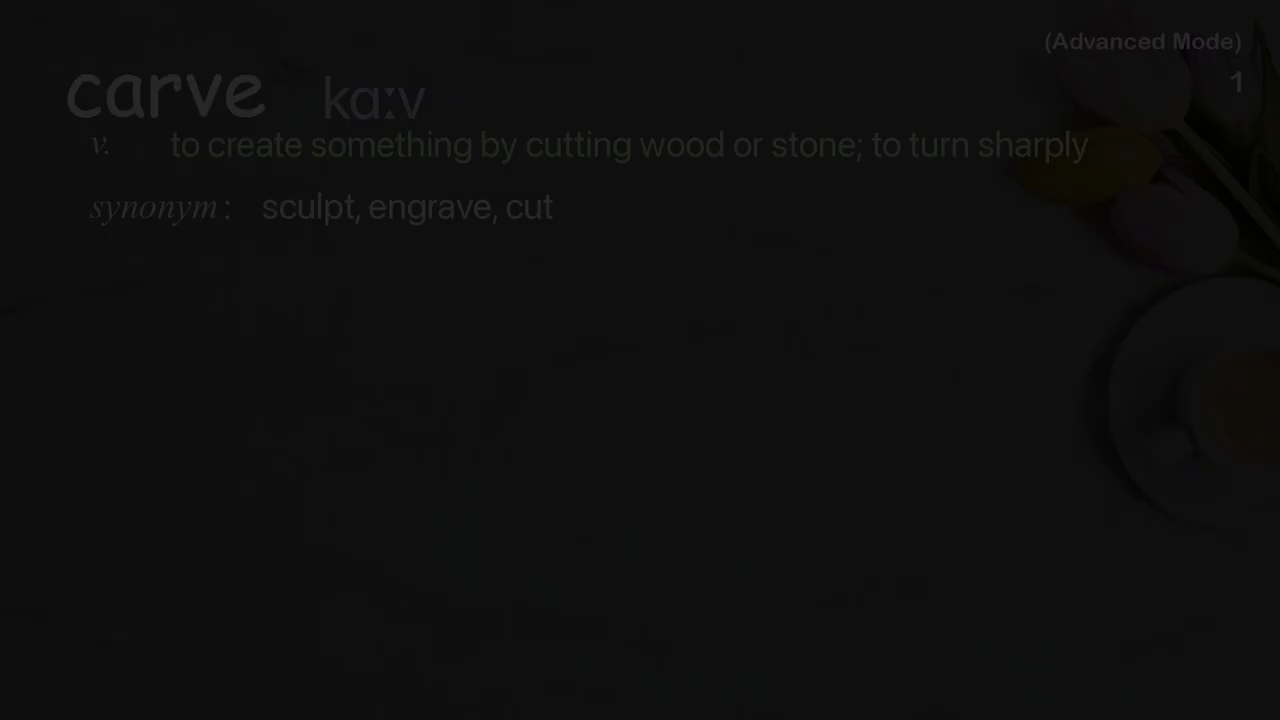 (Advanced Mode)
1
carve kɑːv
v. to create something by cutting wood or stone; to turn sharply
synonym : sculpt, engrave, cut